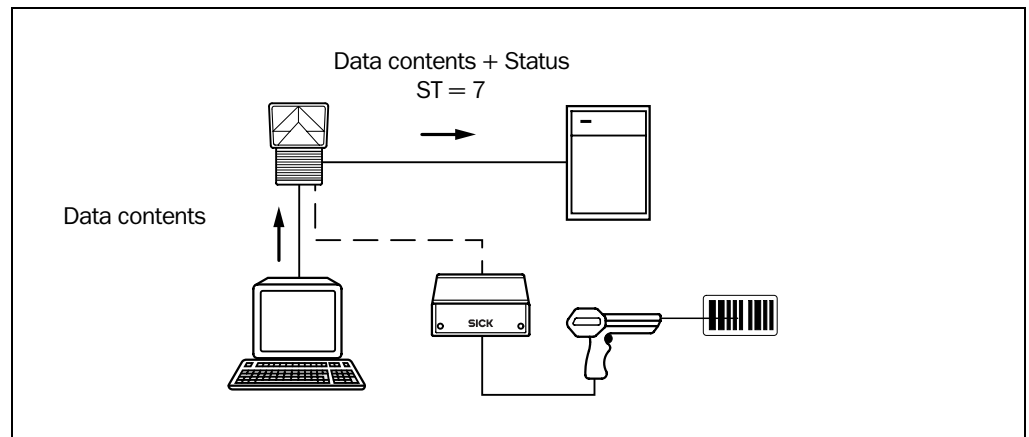 Data contents + Status
ST = 7
Data contents
SICK